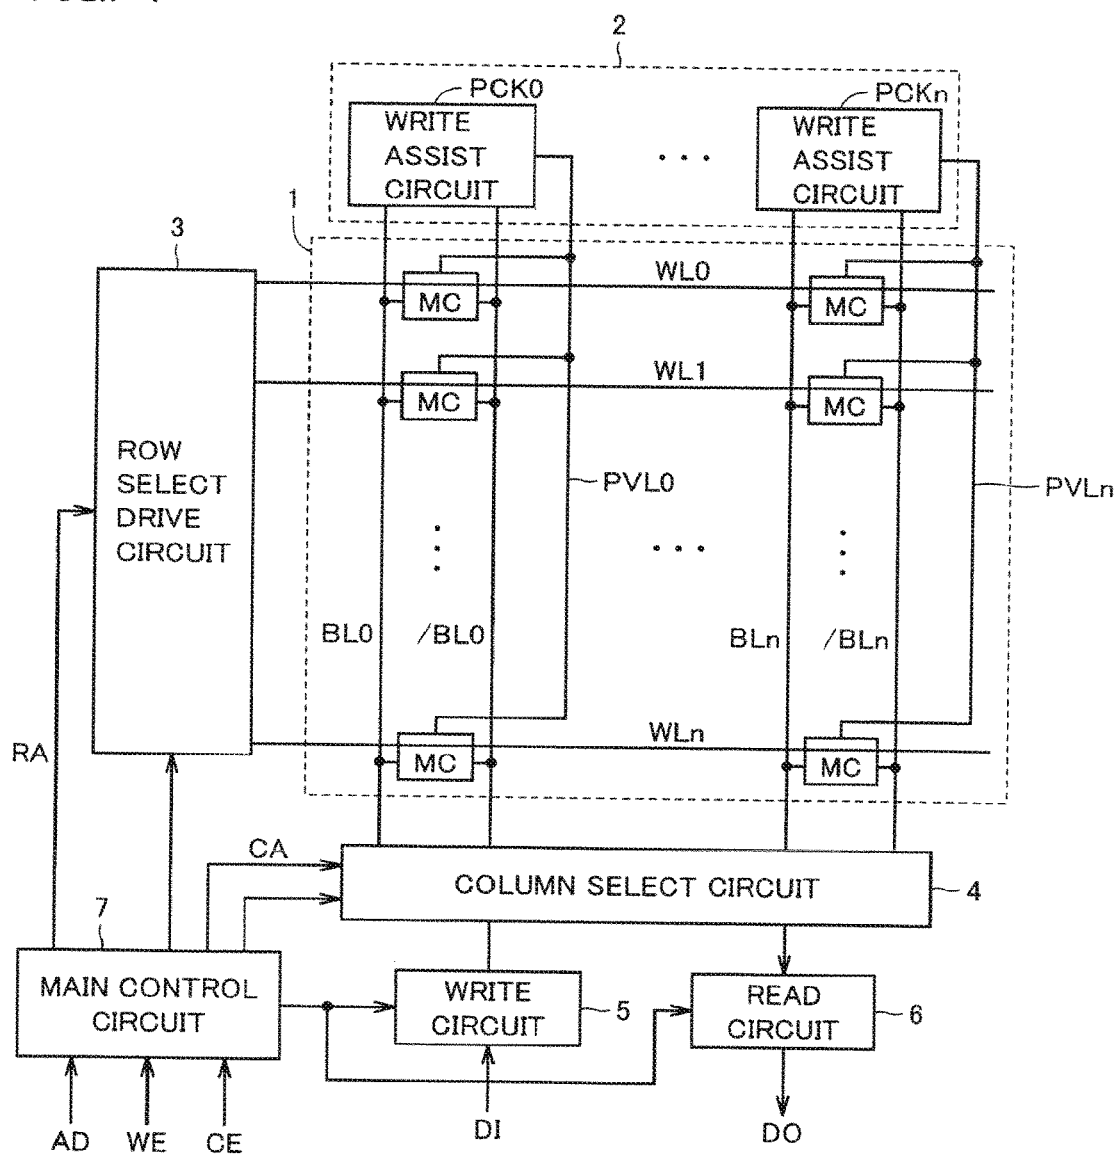 2
PCK0
PCKn
WRITE
ASSIST
CIRCUIT
. . .
WRITE
ASSIST
CIRCUIT
1
3
WL0
MC
MC
WL1
MC
MC
ROW
SELECT
DRIVE
CIRCUIT
PVL0
PVLn
BL0
/BL0
BLn
/BLn
WLn
MC
MC
RA
CA
COLUMN SELECT CIRCUIT
4
7
MAIN CONTROL
CIRCUIT
WRITE
CIRCUIT
5
READ
CIRCUIT
6
AD
WE
CE
DI
DO